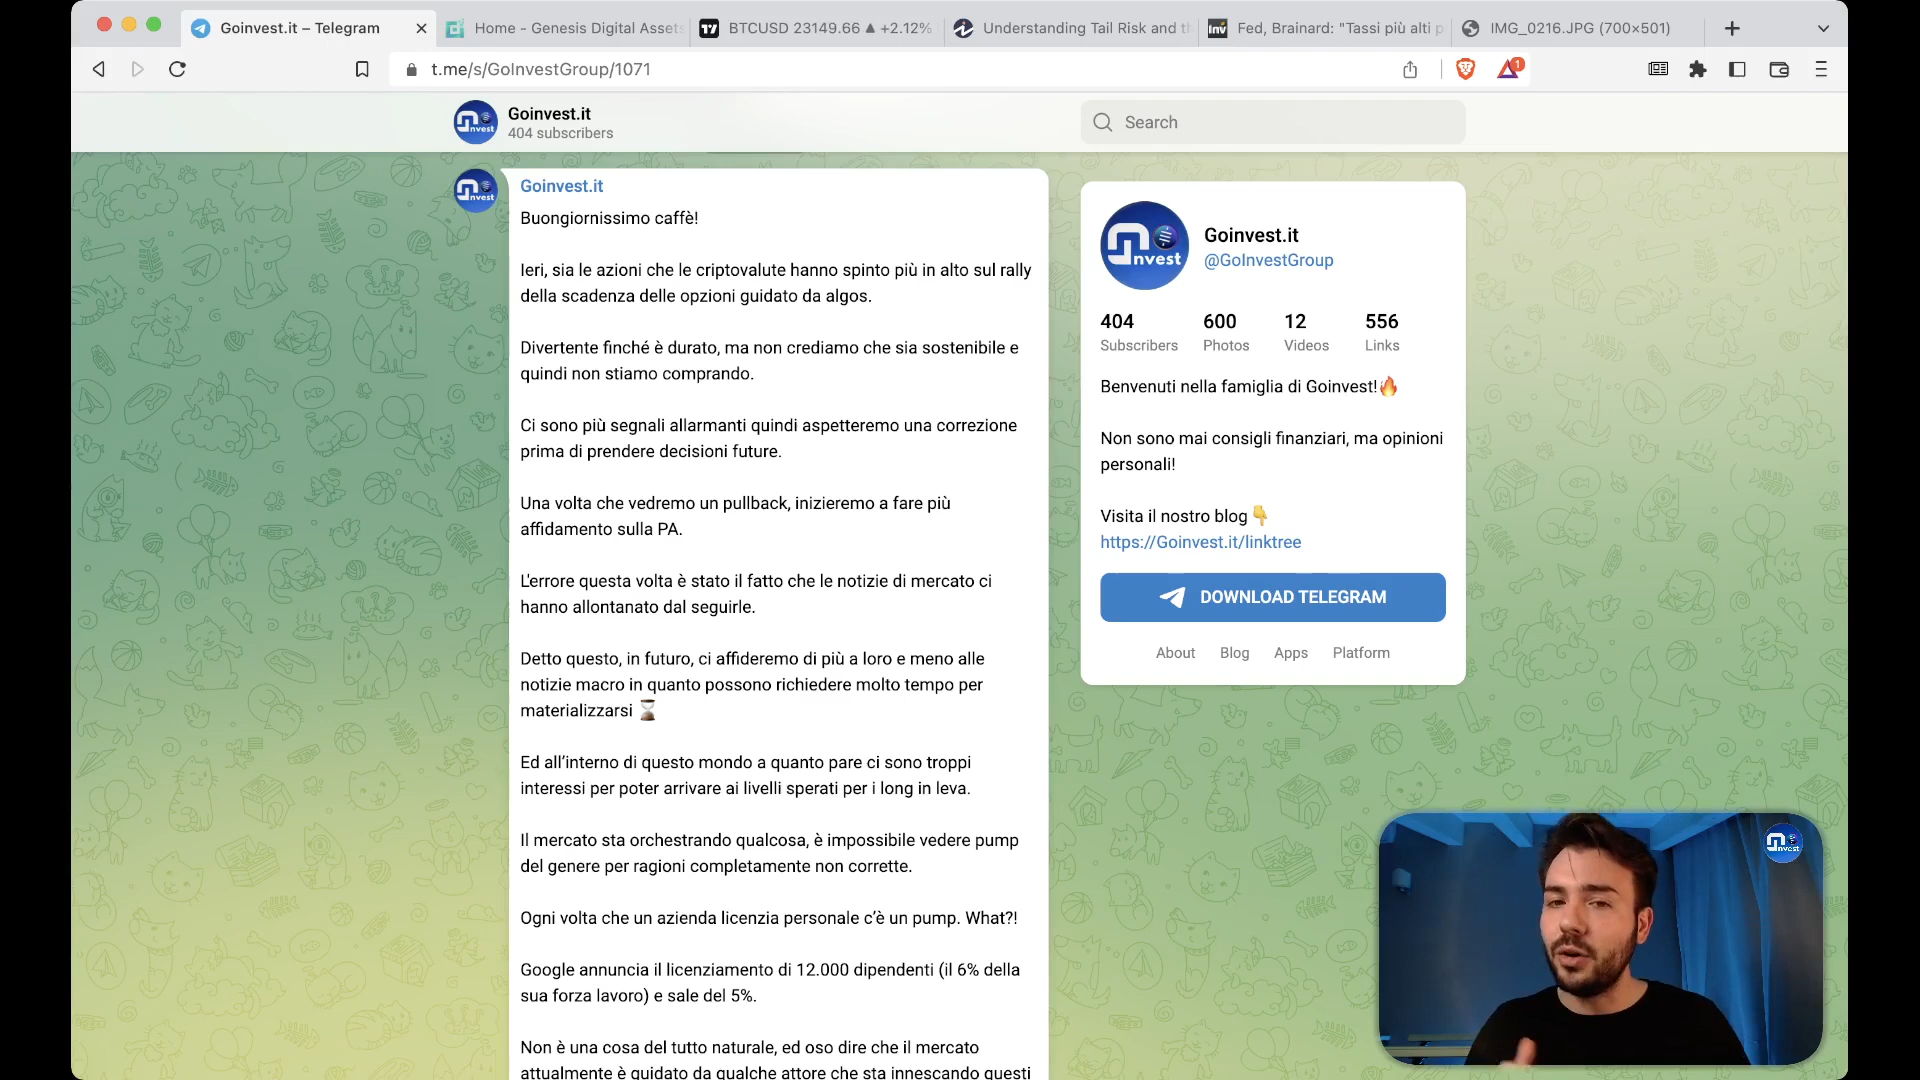 Goinvest.it – Telegram
Home - Genesis Digital Assets
BTCUSD 23149.66 ▲ +2.12%
Understanding Tail Risk and th
Fed, Brainard: "Tassi più alti p
IMG_0216.JPG (700×501)
t.me/s/GoInvestGroup/1071
1
Goinvest.it
404 subscribers
Search
Goinvest.it
Buongiornissimo caffè!
Ieri, sia le azioni che le criptovalute hanno spinto più in alto sul rally
della scadenza delle opzioni guidato da algos.
Divertente finché è durato, ma non crediamo che sia sostenibile e
quindi non stiamo comprando.
Ci sono più segnali allarmanti quindi aspetteremo una correzione
prima di prendere decisioni future.
Una volta che vedremo un pullback, inizieremo a fare più
affidamento sulla PA.
L'errore questa volta è stato il fatto che le notizie di mercato ci
hanno allontanato dal seguirle.
Detto questo, in futuro, ci affideremo di più a loro e meno alle
notizie macro in quanto possono richiedere molto tempo per
materializzarsi ⏳
Ed all'interno di questo mondo a quanto pare ci sono troppi
interessi per poter arrivare ai livelli sperati per i long in leva.
Il mercato sta orchestrando qualcosa, è impossibile vedere pump
del genere per ragioni completamente non corrette.
Ogni volta che un azienda licenzia personale c'è un pump. What?!
Google annuncia il licenziamento di 12.000 dipendenti (il 6% della
sua forza lavoro) e sale del 5%.
Non è una cosa del tutto naturale, ed oso dire che il mercato
attualmente è guidato da qualche attore che sta innescando questi
Goinvest.it
@GoInvestGroup
404 600 12 556
Subscribers Photos Videos Links
Benvenuti nella famiglia di Goinvest!🔥
Non sono mai consigli finanziari, ma opinioni
personali!
Visita il nostro blog👇
https://Goinvest.it/linktree
DOWNLOAD TELEGRAM
About Blog Apps Platform